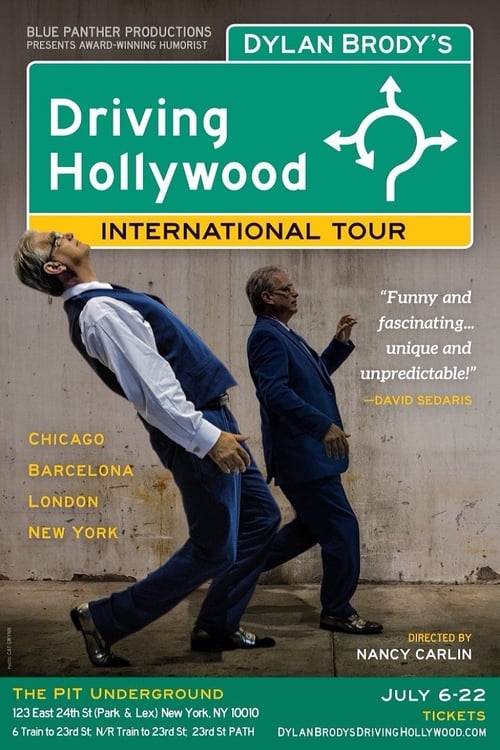 BLUE PANTHER PRODUCTIONS
PRESENTS AWARD-WINNING HUMORIST
DYLAN BRODY'S
Driving
Hollywood
INTERNATIONAL TOUR
"Funny and
fascinating...
unique and
unpredictable!"
—DAVID SEDARIS
CHICAGO
BARCELONA
LONDON
NEW YORK
DIRECTED BY
NANCY CARLIN
THE PIT UNDERGROUND
123 East 24th St (Park & Lex) New York, NY 10010
6 Train to 23rd St; N/R Train to 23rd St; 23rd St PATH
JULY 6-22
TICKETS
DYLANBRODYSDRIVINGHOLLYWOOD.COM